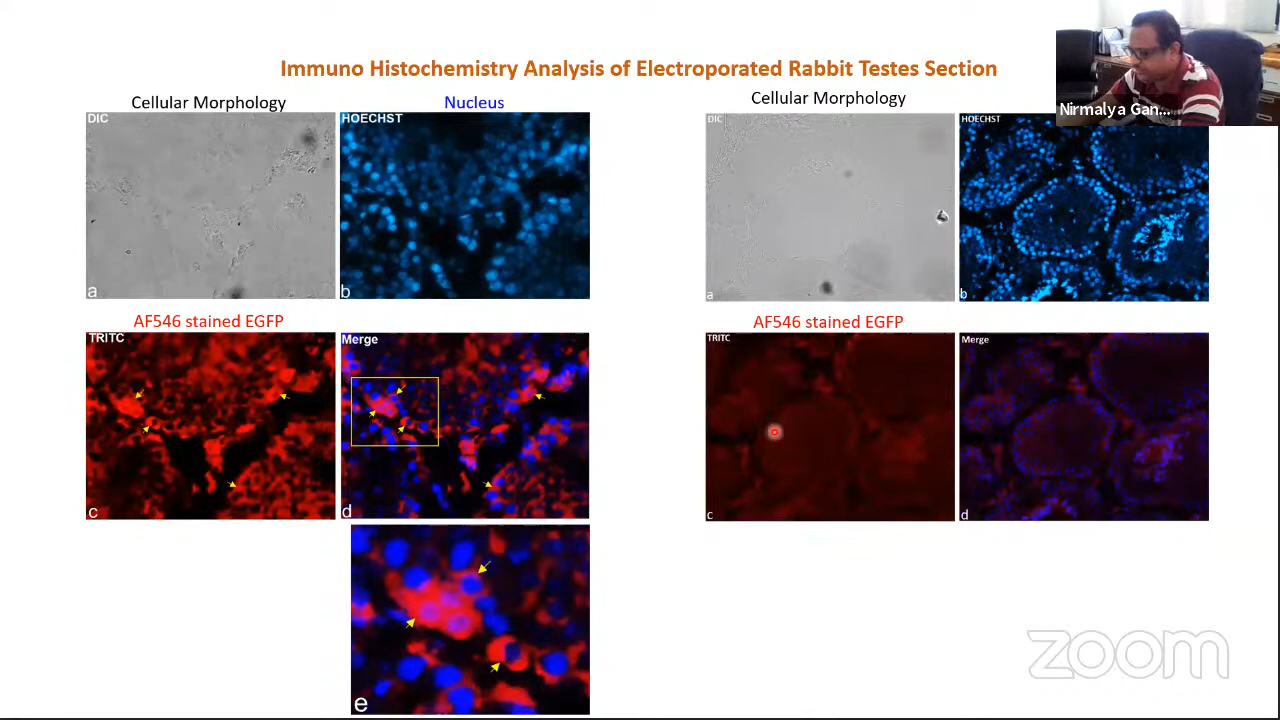 Immuno Histochemistry Analysis of Electroporated Rabbit Testes Section
Nirmalya Gan...
Cellular Morphology
Nucleus
Cellular Morphology
DIC
HOECHST
DIC
HOECHST
a
b
a
b
AF546 stained EGFP
AF546 stained EGFP
TRITC
Merge
TRITC
Merge
c
d
c
d
e
zoom